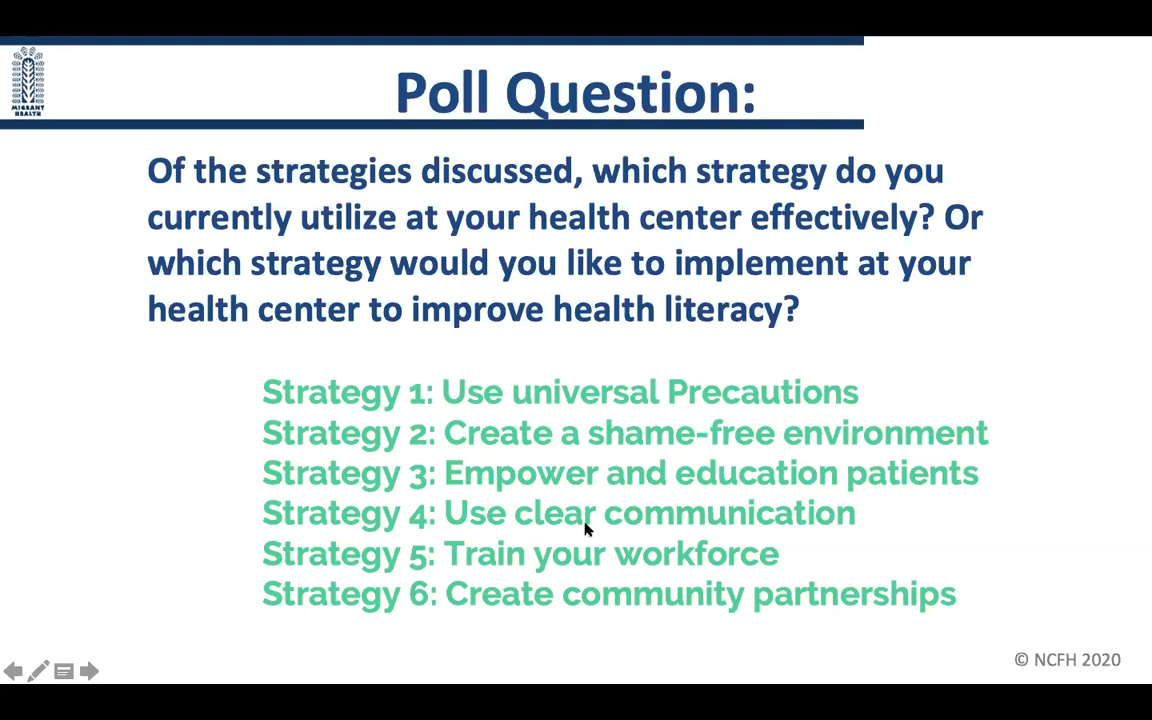 MIGRANT
HEALTH
Poll Question:
Of the strategies discussed, which strategy do you
currently utilize at your health center effectively? Or
which strategy would you like to implement at your
health center to improve health literacy?
Strategy 1: Use universal Precautions
Strategy 2: Create a shame-free environment
Strategy 3: Empower and education patients
Strategy 4: Use clear communication
Strategy 5: Train your workforce
Strategy 6: Create community partnerships
© NCFH 2020